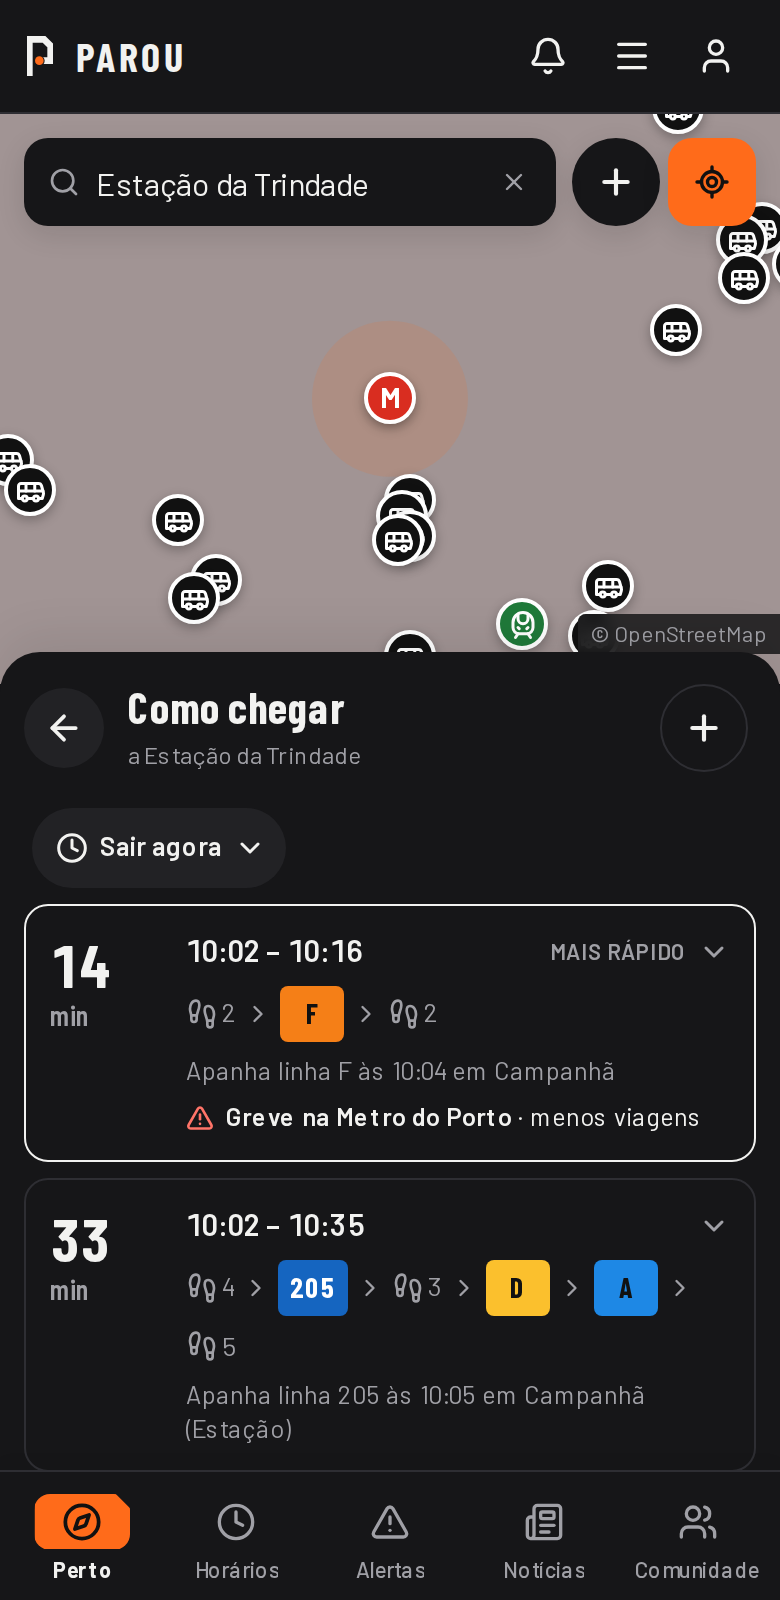 PAROU
Estação da Trindade
M
© OpenStreetMap
Como chegar
a Estação da Trindade
Sair agora
14 min
10:02 – 10:16
MAIS RÁPIDO
2 > F > 2
Apanha linha F às 10:04 em Campanhã
Greve na Metro do Porto · menos viagens
33 min
10:02 – 10:35
4 > 205 > 3 > D > A >
5
Apanha linha 205 às 10:05 em Campanhã
(Estação)
Perto
Horários
Alertas
Notícias
Comunidade